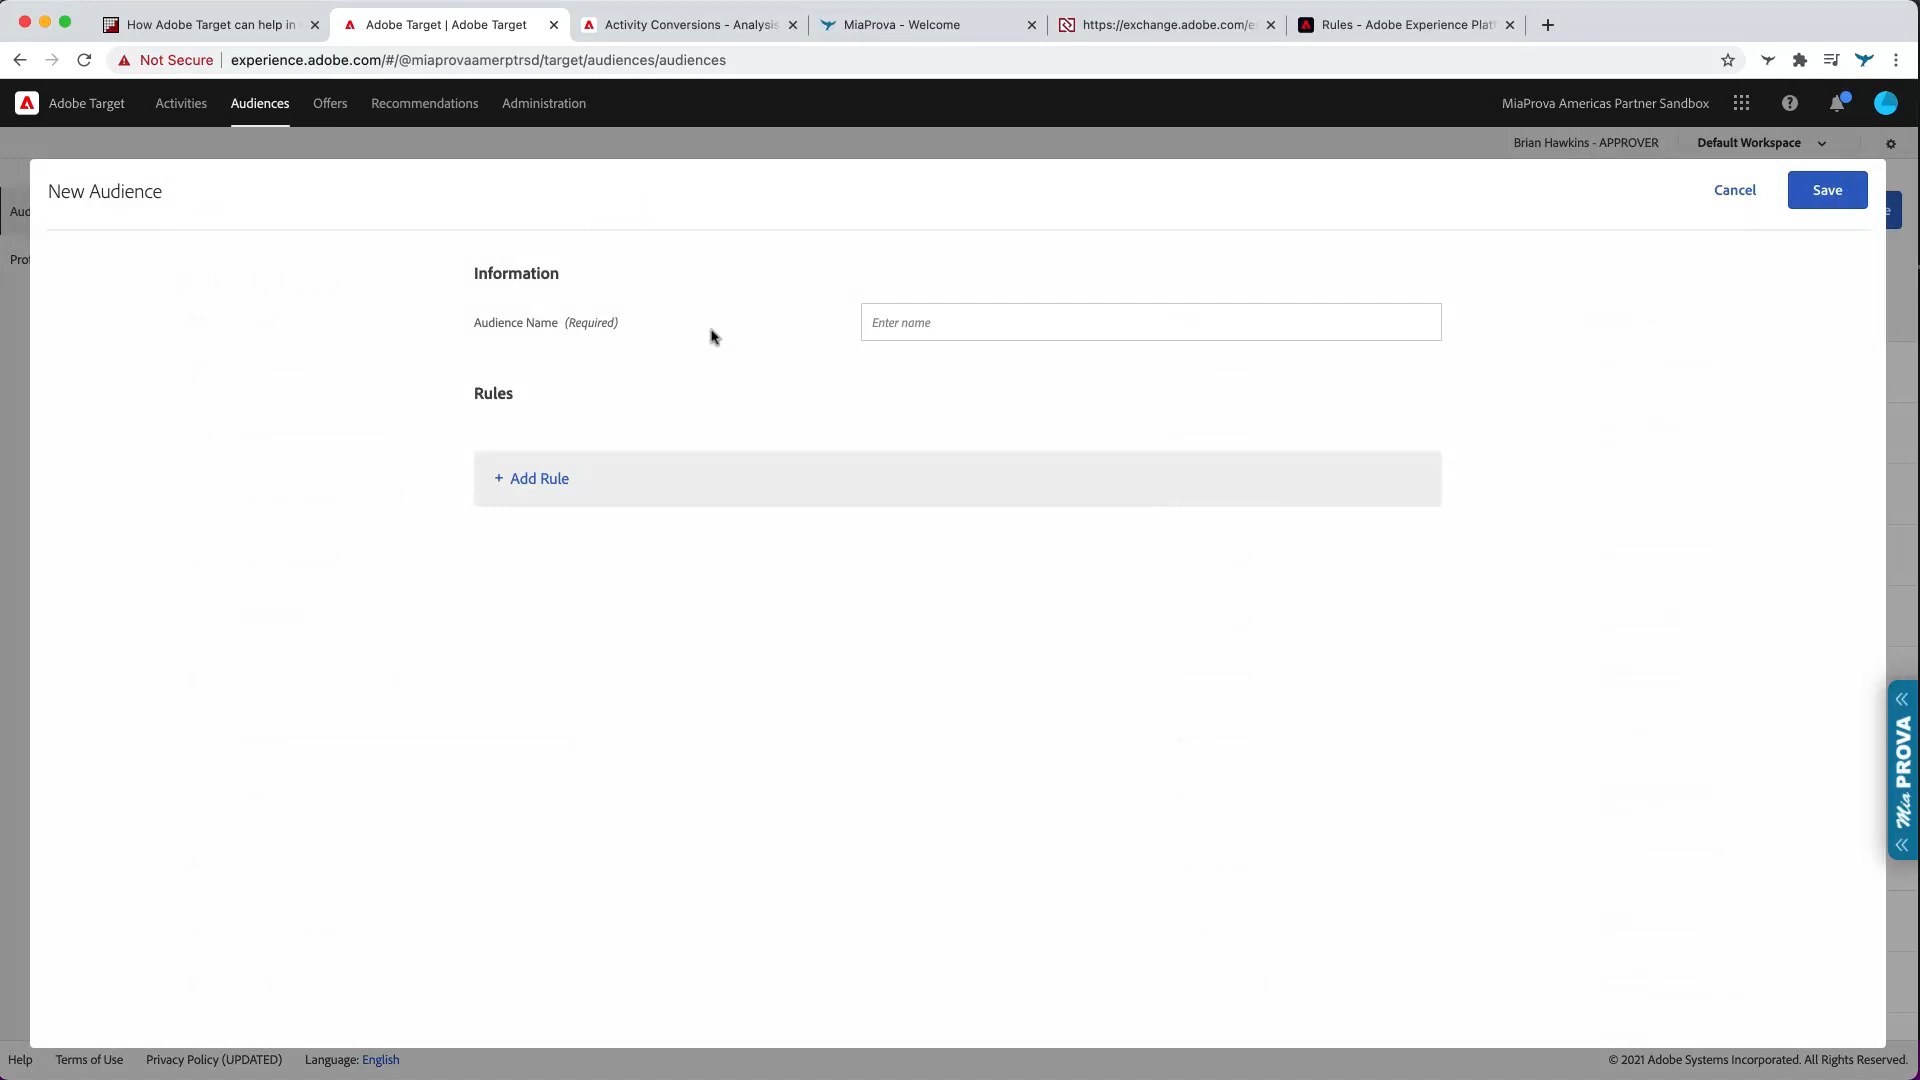 How Adobe Target can help in
Adobe Target | Adobe Target
Activity Conversions - Analysis
MiaProva - Welcome
https://exchange.adobe.com/e
Rules - Adobe Experience Plat
Not Secure
experience.adobe.com/#/@miaprovaamerptrsd/target/audiences/audiences
Adobe Target
Activities
Audiences
Offers
Recommendations
Administration
MiaProva Americas Partner Sandbox
Brian Hawkins - APPROVER
Default Workspace
New Audience
Cancel
Save
Aud
Prof
Information
Audience Name (Required)
Enter name
Rules
+ Add Rule
Mia PROVA
Help
Terms of Use
Privacy Policy (UPDATED)
Language: English
© 2021 Adobe Systems Incorporated. All Rights Reserved.